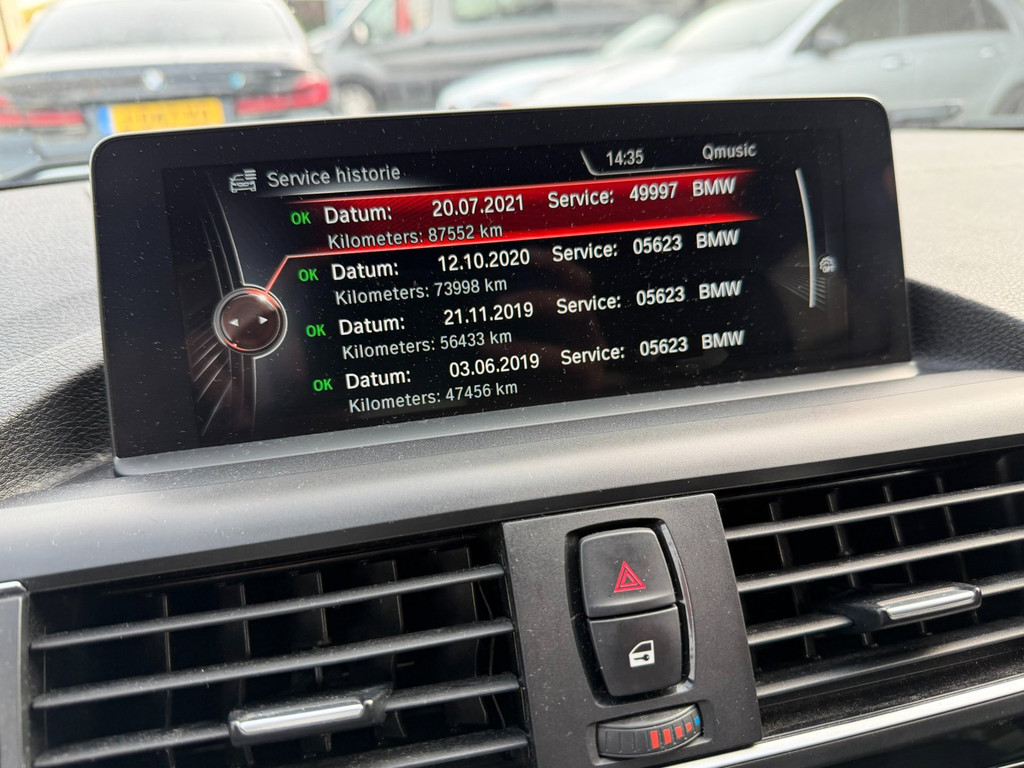 Service historie 14:35 Qmusic
OK Datum: 20.07.2021 Service: 49997 BMW
Kilometers: 87552 km
OK Datum: 12.10.2020 Service: 05623 BMW
Kilometers: 73998 km
OK Datum: 21.11.2019 Service: 05623 BMW
Kilometers: 56433 km
OK Datum: 03.06.2019 Service: 05623 BMW
Kilometers: 47456 km